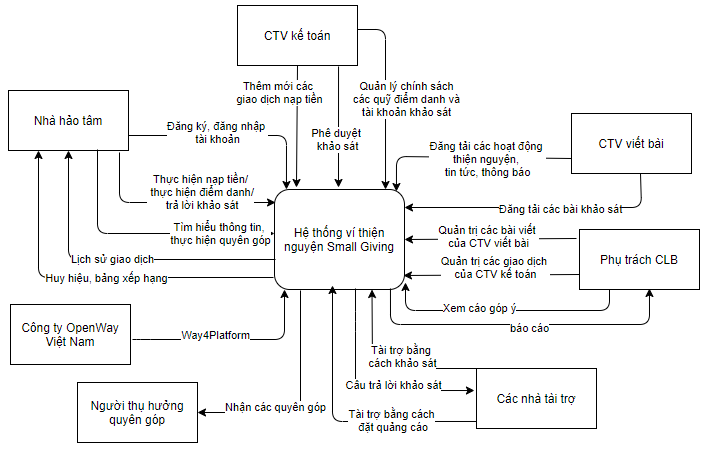 CTV kế toán
Thêm mới các
giao dịch nạp tiền
Phê duyệt
khảo sát
Quản lý chính sách
các quỹ điểm danh và
tài khoản khảo sát
Nhà hảo tâm
Đăng ký, đăng nhập
tài khoản
Thực hiện nạp tiền/
thực hiện điểm danh/
trả lời khảo sát
Tìm hiểu thông tin,
thực hiện quyên góp
Lịch sử giao dịch
Huy hiệu, bảng xếp hạng
Hệ thống ví thiện
nguyện Small Giving
CTV viết bài
Đăng tải các hoạt động
thiện nguyện,
tin tức, thông báo
Đăng tải các bài khảo sát
Quản trị các bài viết
của CTV viết bài
Quản trị các giao dịch
của CTV kế toán
Phụ trách CLB
Xem cáo góp ý
báo cáo
Công ty OpenWay
Việt Nam
Way4Platform
Tài trợ bằng
cách khảo sát
Câu trả lời khảo sát
Tài trợ bằng cách
đặt quảng cáo
Các nhà tài trợ
Người thụ hưởng
quyên góp
Nhận các quyên góp